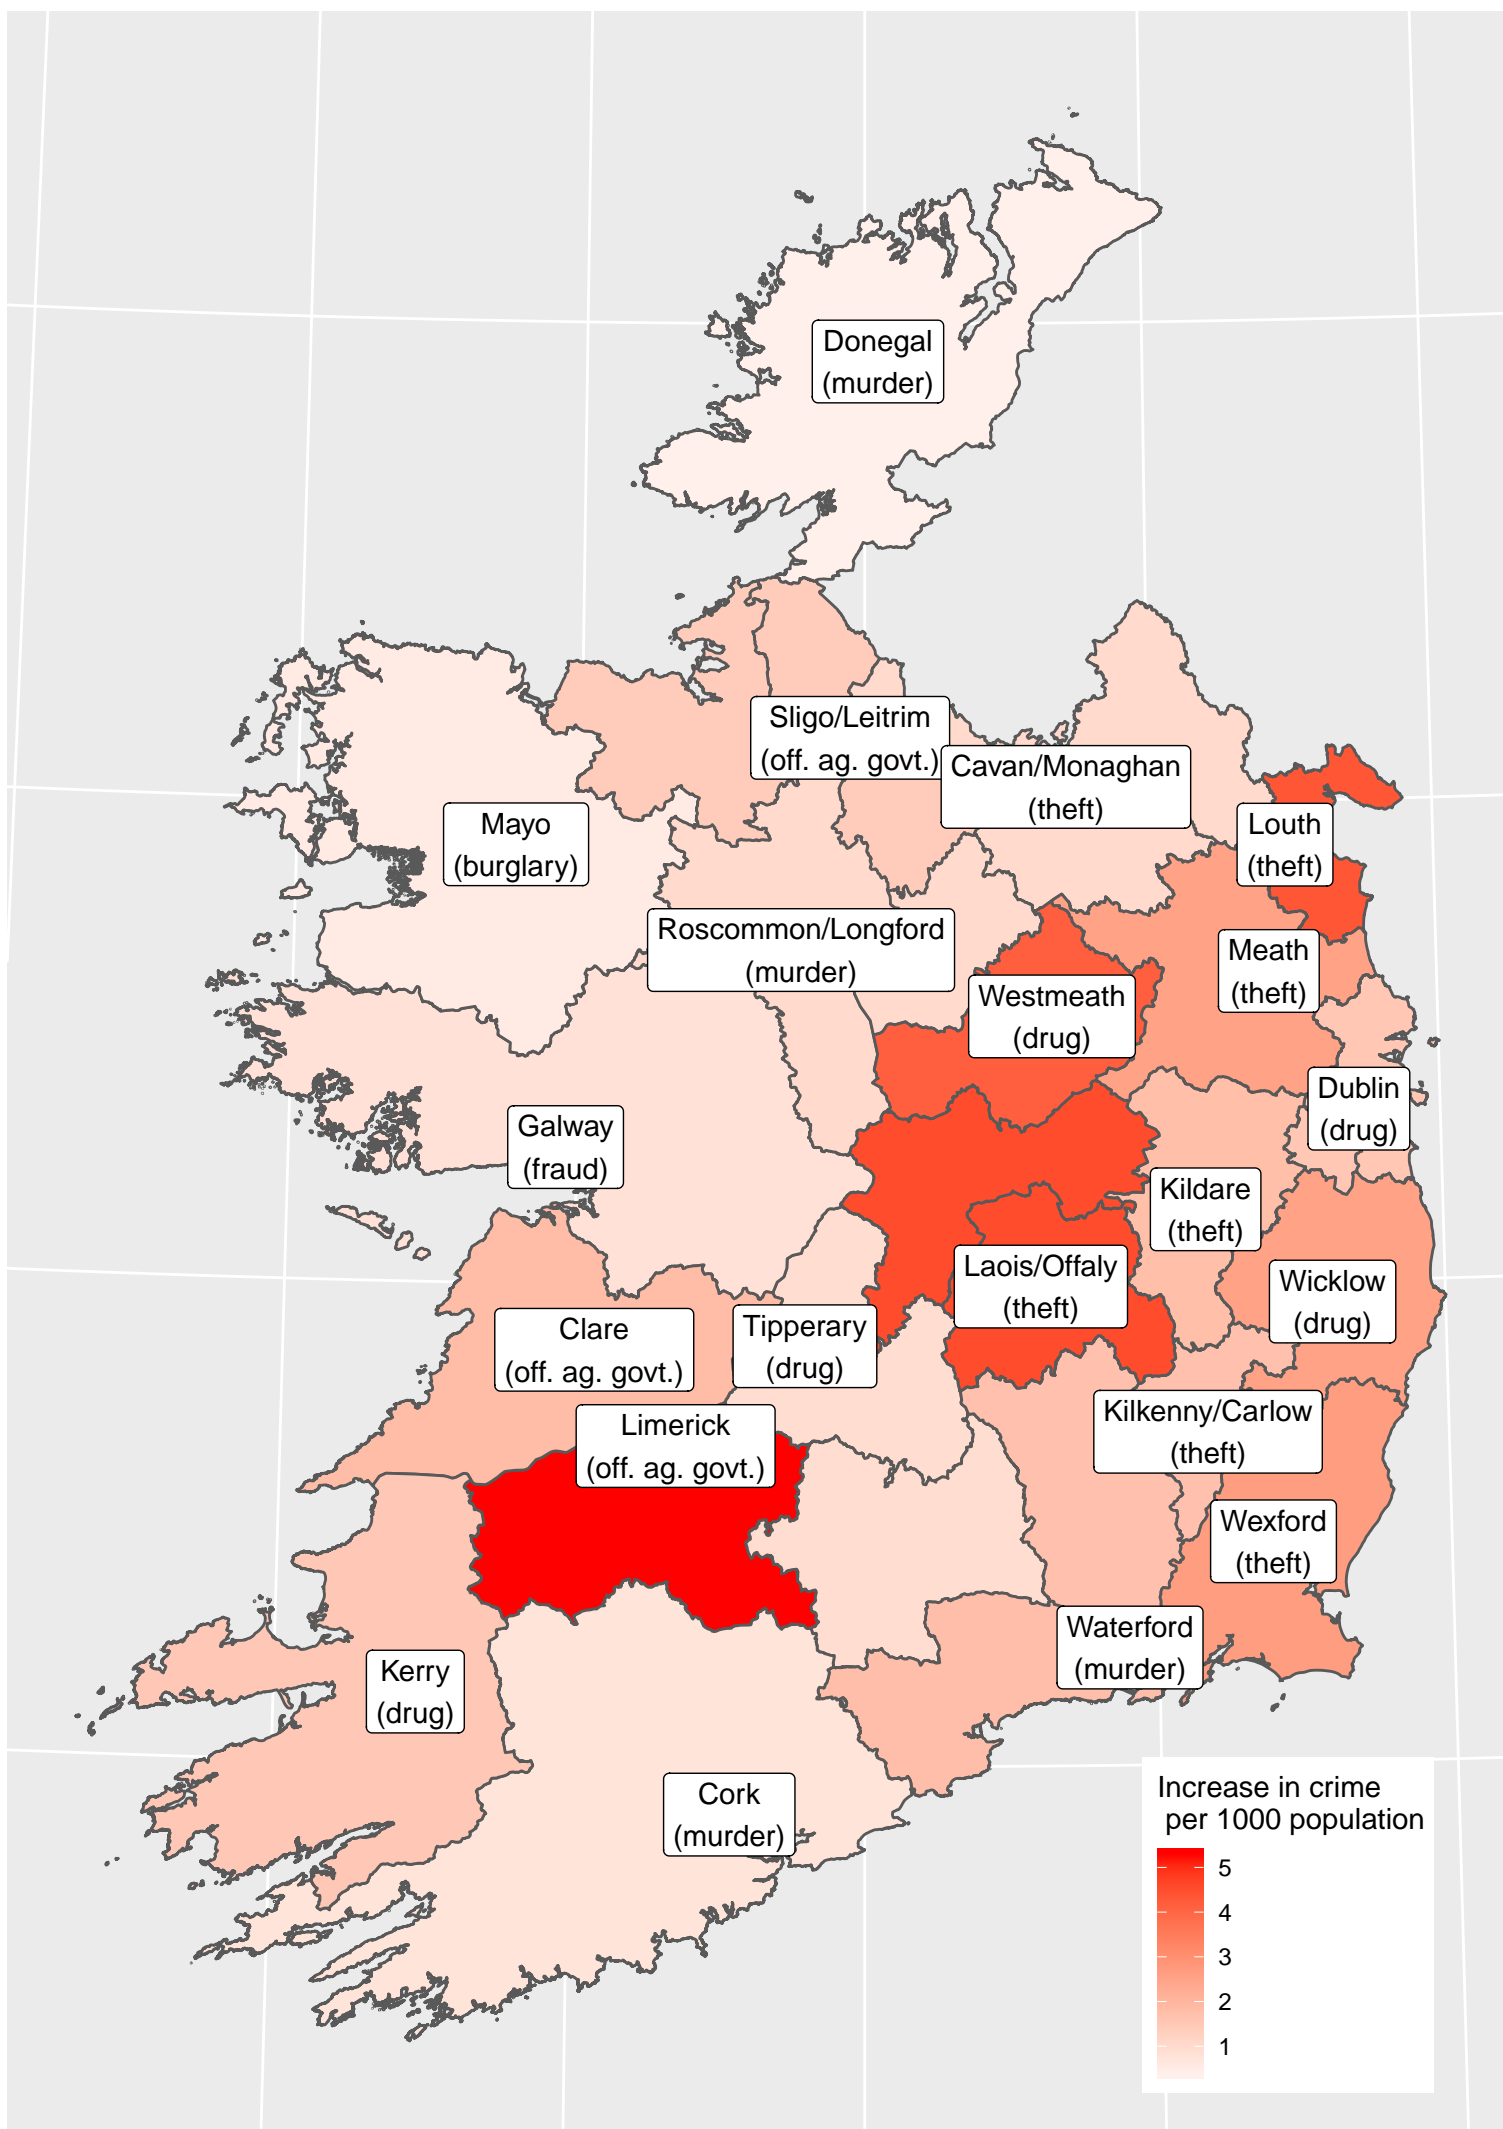 Donegal
(murder)
Sligo/Leitrim
(off. ag. govt.)
Cavan/Monaghan
(theft)
Mayo
(burglary)
Louth
(theft)
Roscommon/Longford
(murder)
Meath
(theft)
Westmeath
(drug)
Dublin
(drug)
Galway
(fraud)
Kildare
(theft)
Laois/Offaly
(theft)
Wicklow
(drug)
Clare
(off. ag. govt.)
Tipperary
(drug)
Kilkenny/Carlow
(theft)
Limerick
(off. ag. govt.)
Wexford
(theft)
Waterford
(murder)
Kerry
(drug)
Cork
(murder)
Increase in crime
per 1000 population
5
4
3
2
1